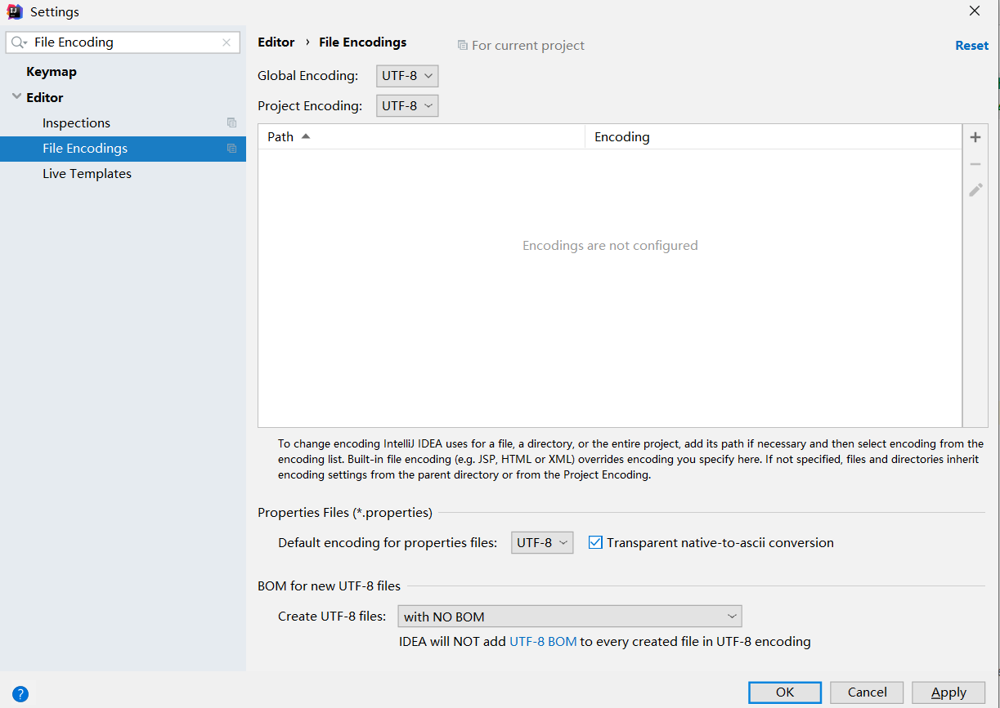 Settings
File Encoding
Keymap
Editor
Inspections
File Encodings
Live Templates
Editor › File Encodings
For current project
Reset
Global Encoding: UTF-8
Project Encoding: UTF-8
Path Encoding
Encodings are not configured
To change encoding IntelliJ IDEA uses for a file, a directory, or the entire project, add its path if necessary and then select encoding from the
encoding list. Built-in file encoding (e.g. JSP, HTML or XML) overrides encoding you specify here. If not specified, files and directories inherit
encoding settings from the parent directory or from the Project Encoding.
Properties Files (*.properties)
Default encoding for properties files: UTF-8 Transparent native-to-ascii conversion
BOM for new UTF-8 files
Create UTF-8 files: with NO BOM
IDEA will NOT add UTF-8 BOM to every created file in UTF-8 encoding
? OK Cancel Apply